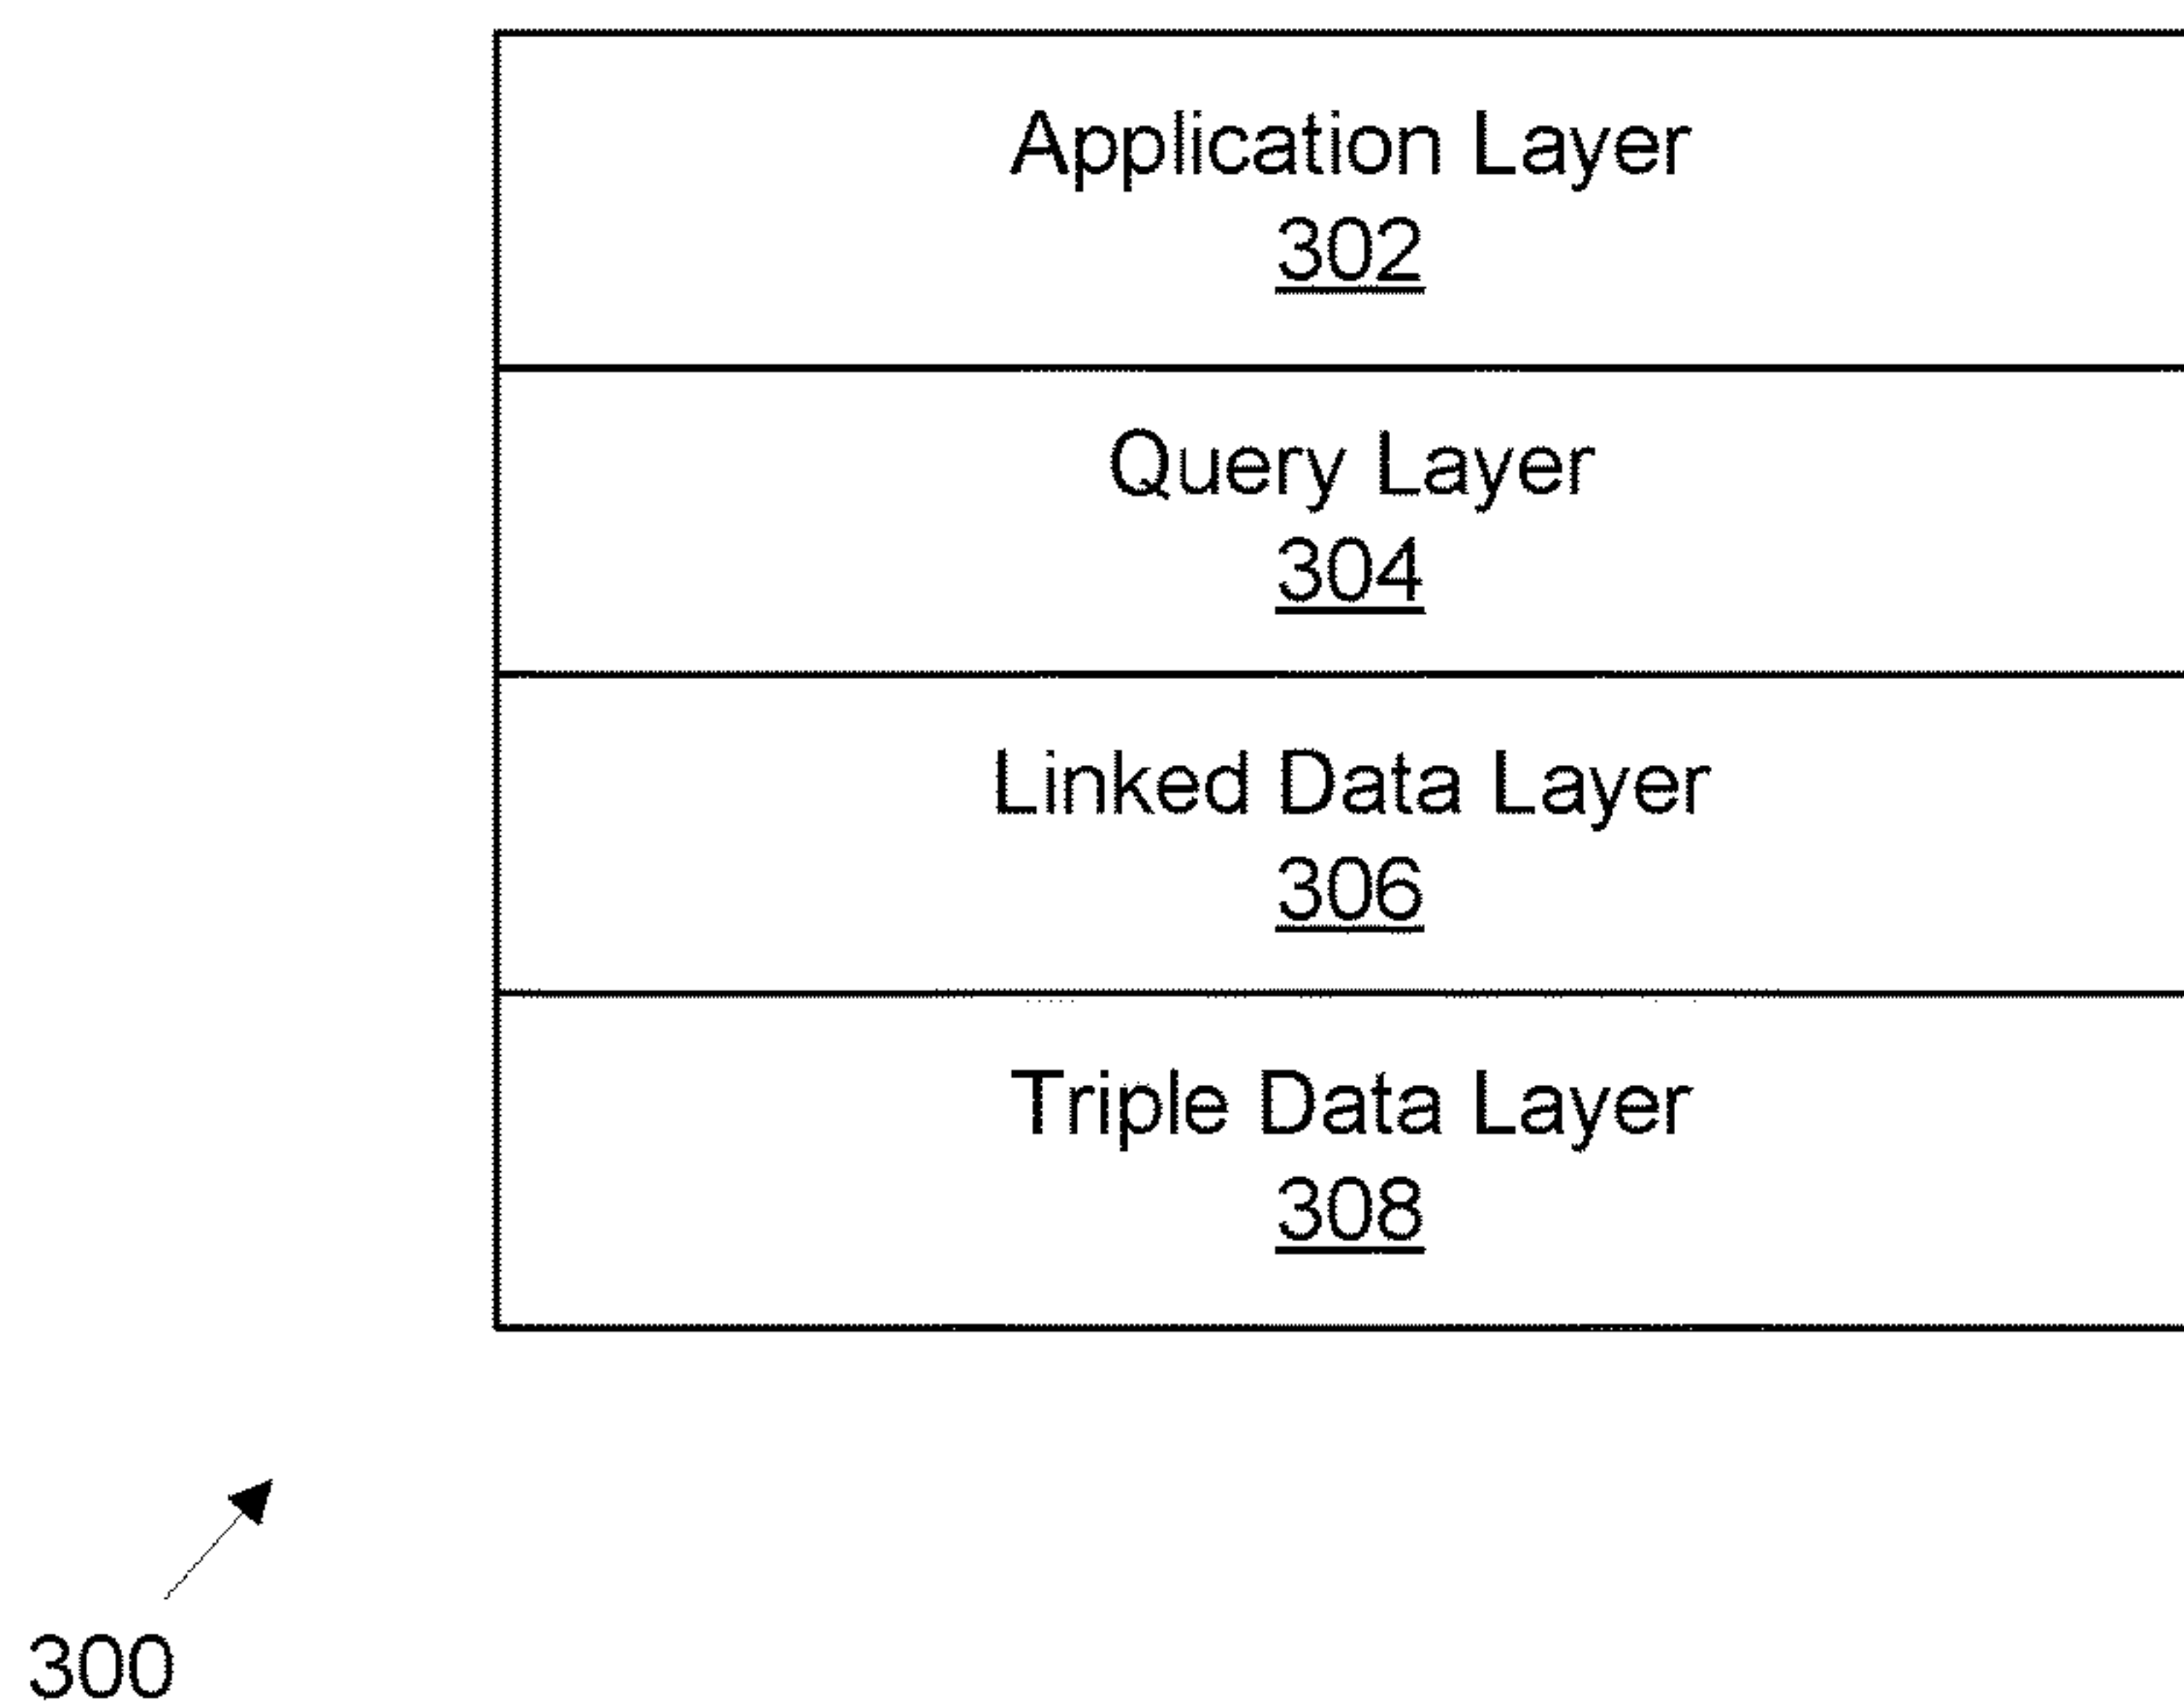 Application Layer
302
Query Layer
304
Linked Data Layer
306
Triple Data Layer
308
300